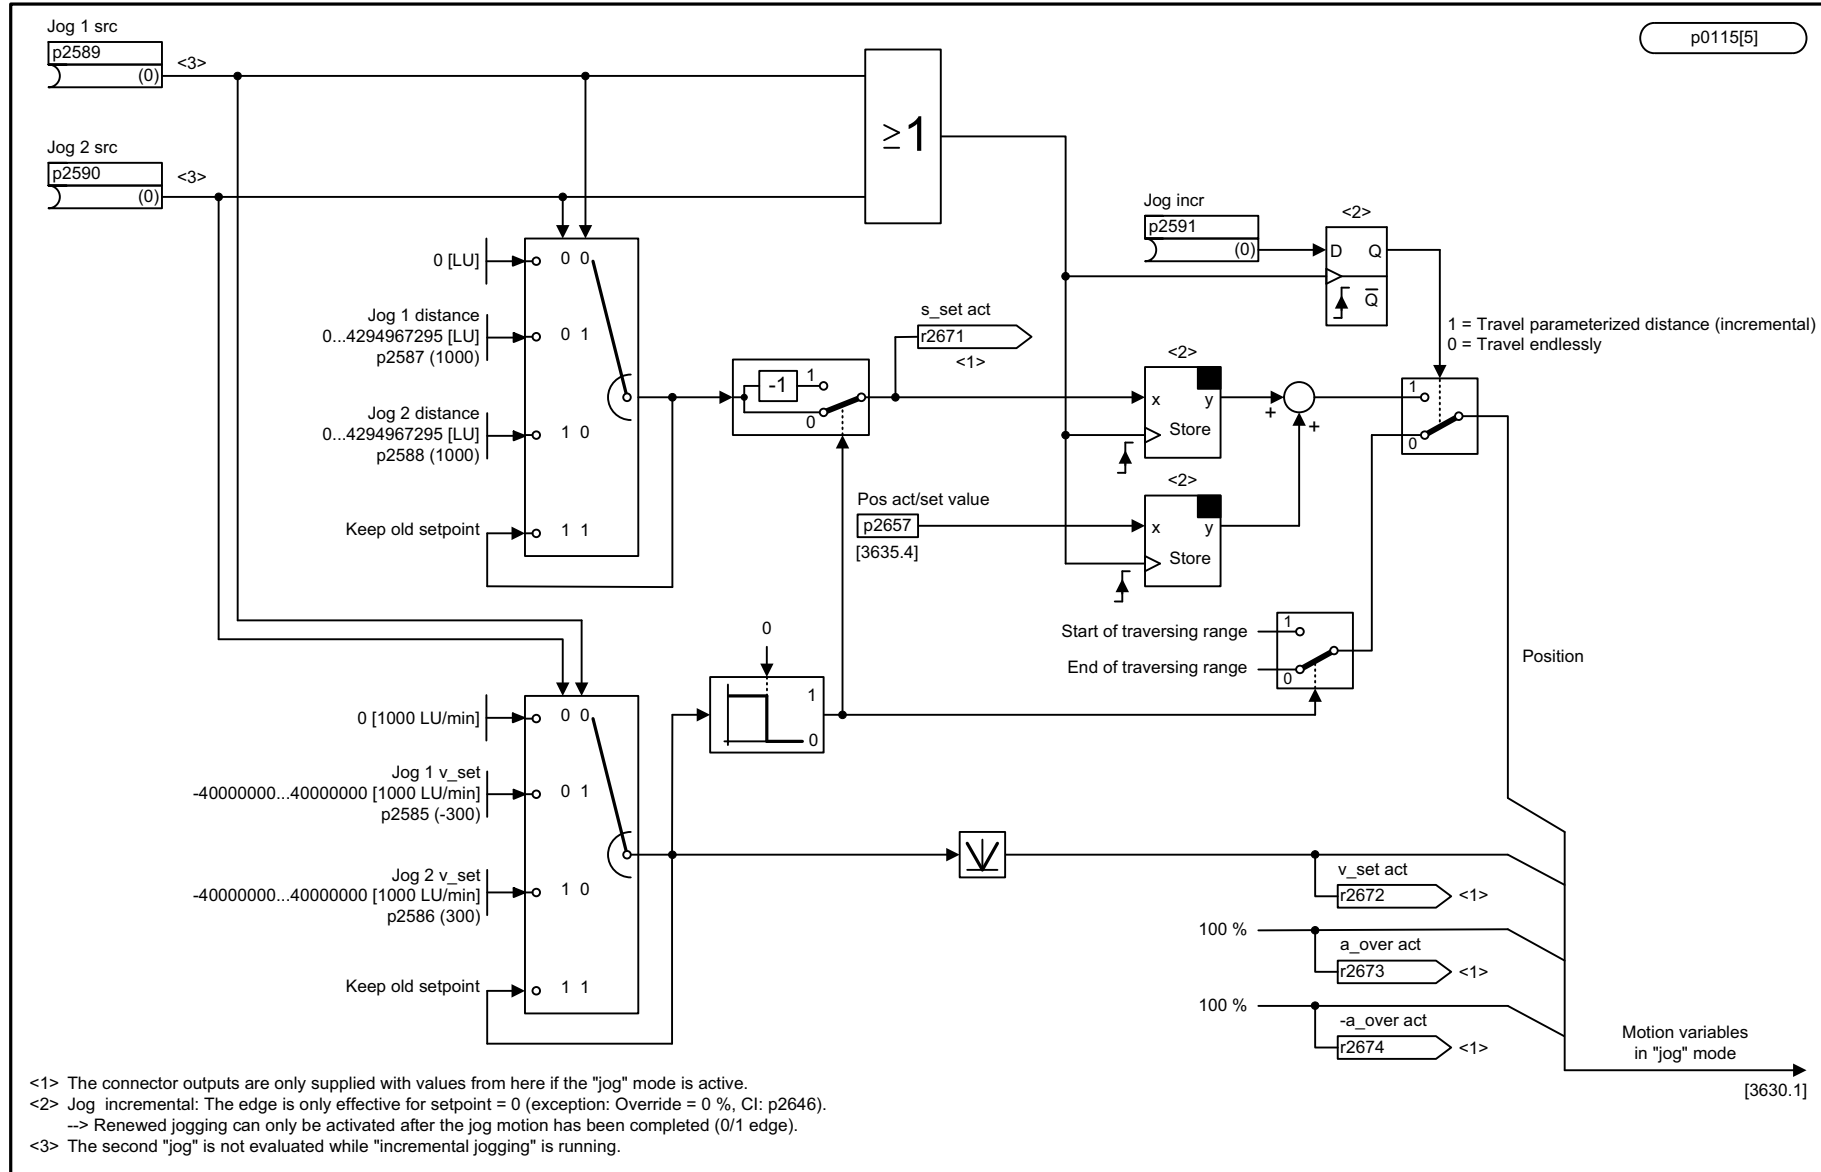 Jog 1 src
p2589
(0)
<3>
p0115[5]
≥1
Jog 2 src
p2590
(0)
<3>
Jog incr
p2591
(0)
<2>
D Q
Q̅
0 [LU]
0 0
Jog 1 distance
0...4294967295 [LU]
p2587 (1000)
0 1
Jog 2 distance
0...4294967295 [LU]
p2588 (1000)
1 0
Keep old setpoint
1 1
-1
1
0
s_set act
r2671
<1>
1 = Travel parameterized distance (incremental)
0 = Travel endlessly
<2>
x y
Store
+
+
1
0
Pos act/set value
p2657
[3635.4]
<2>
x y
Store
Start of traversing range
End of traversing range
1
0
Position
0
1
0
0 [1000 LU/min]
0 0
Jog 1 v_set
-40000000...40000000 [1000 LU/min]
p2585 (-300)
0 1
Jog 2 v_set
-40000000...40000000 [1000 LU/min]
p2586 (300)
1 0
Keep old setpoint
1 1
v_set act
r2672
<1>
100 %
a_over act
r2673
<1>
100 %
-a_over act
r2674
<1>
Motion variables
in "jog" mode
[3630.1]
<1> The connector outputs are only supplied with values from here if the "jog" mode is active.
<2> Jog incremental: The edge is only effective for setpoint = 0 (exception: Override = 0 %, CI: p2646).
--> Renewed jogging can only be activated after the jog motion has been completed (0/1 edge).
<3> The second "jog" is not evaluated while "incremental jogging" is running.